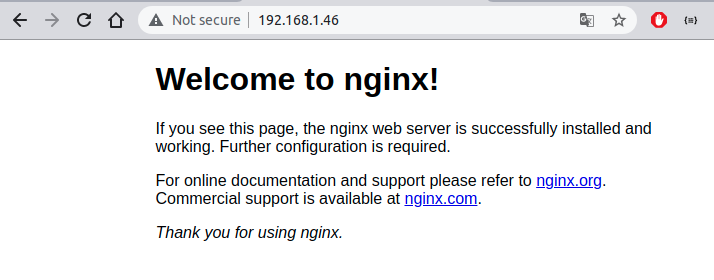 Not secure | 192.168.1.46
Welcome to nginx!
If you see this page, the nginx web server is successfully installed and
working. Further configuration is required.
For online documentation and support please refer to nginx.org.
Commercial support is available at nginx.com.
Thank you for using nginx.